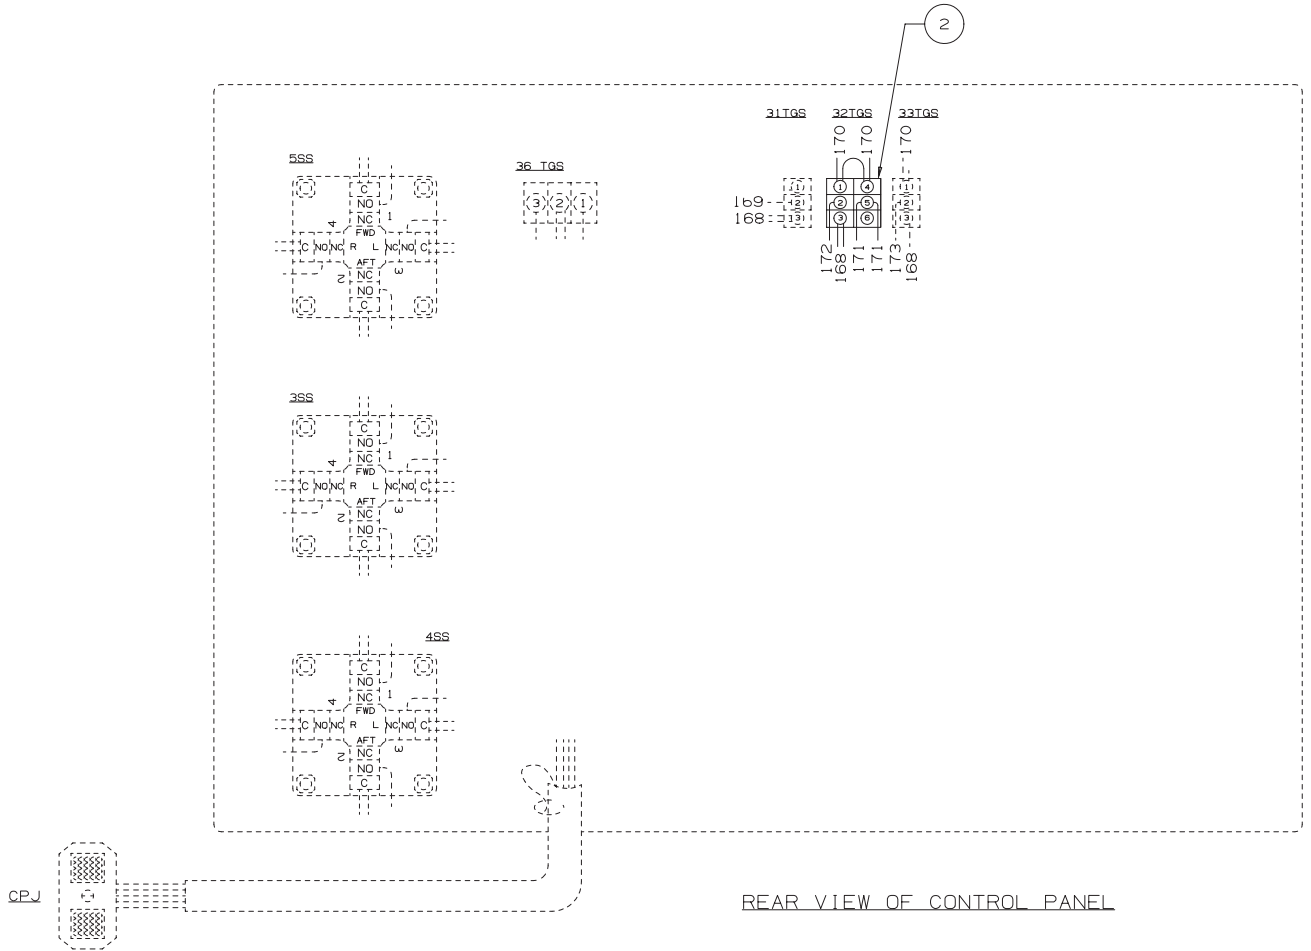 2
31TGS 32TGS 33TGS
170 170 170
5SS
36 TGS
C
NO
NC 1
4
FWD
C NO NC R L NC NO C
AFT
2 NC 3
NO
C
3 2 1
1 1 4 1
169 2 2 5 2
168 3 3 6 3
172 168 171 171 173 168
3SS
C
NO
NC 1
4
FWD
C NO NC R L NC NO C
AFT
2 NC 3
NO
C
4SS
C
NO
NC 1
4
FWD
C NO NC R L NC NO C
AFT
2 NC 3
NO
C
CPJ
REAR VIEW OF CONTROL PANEL